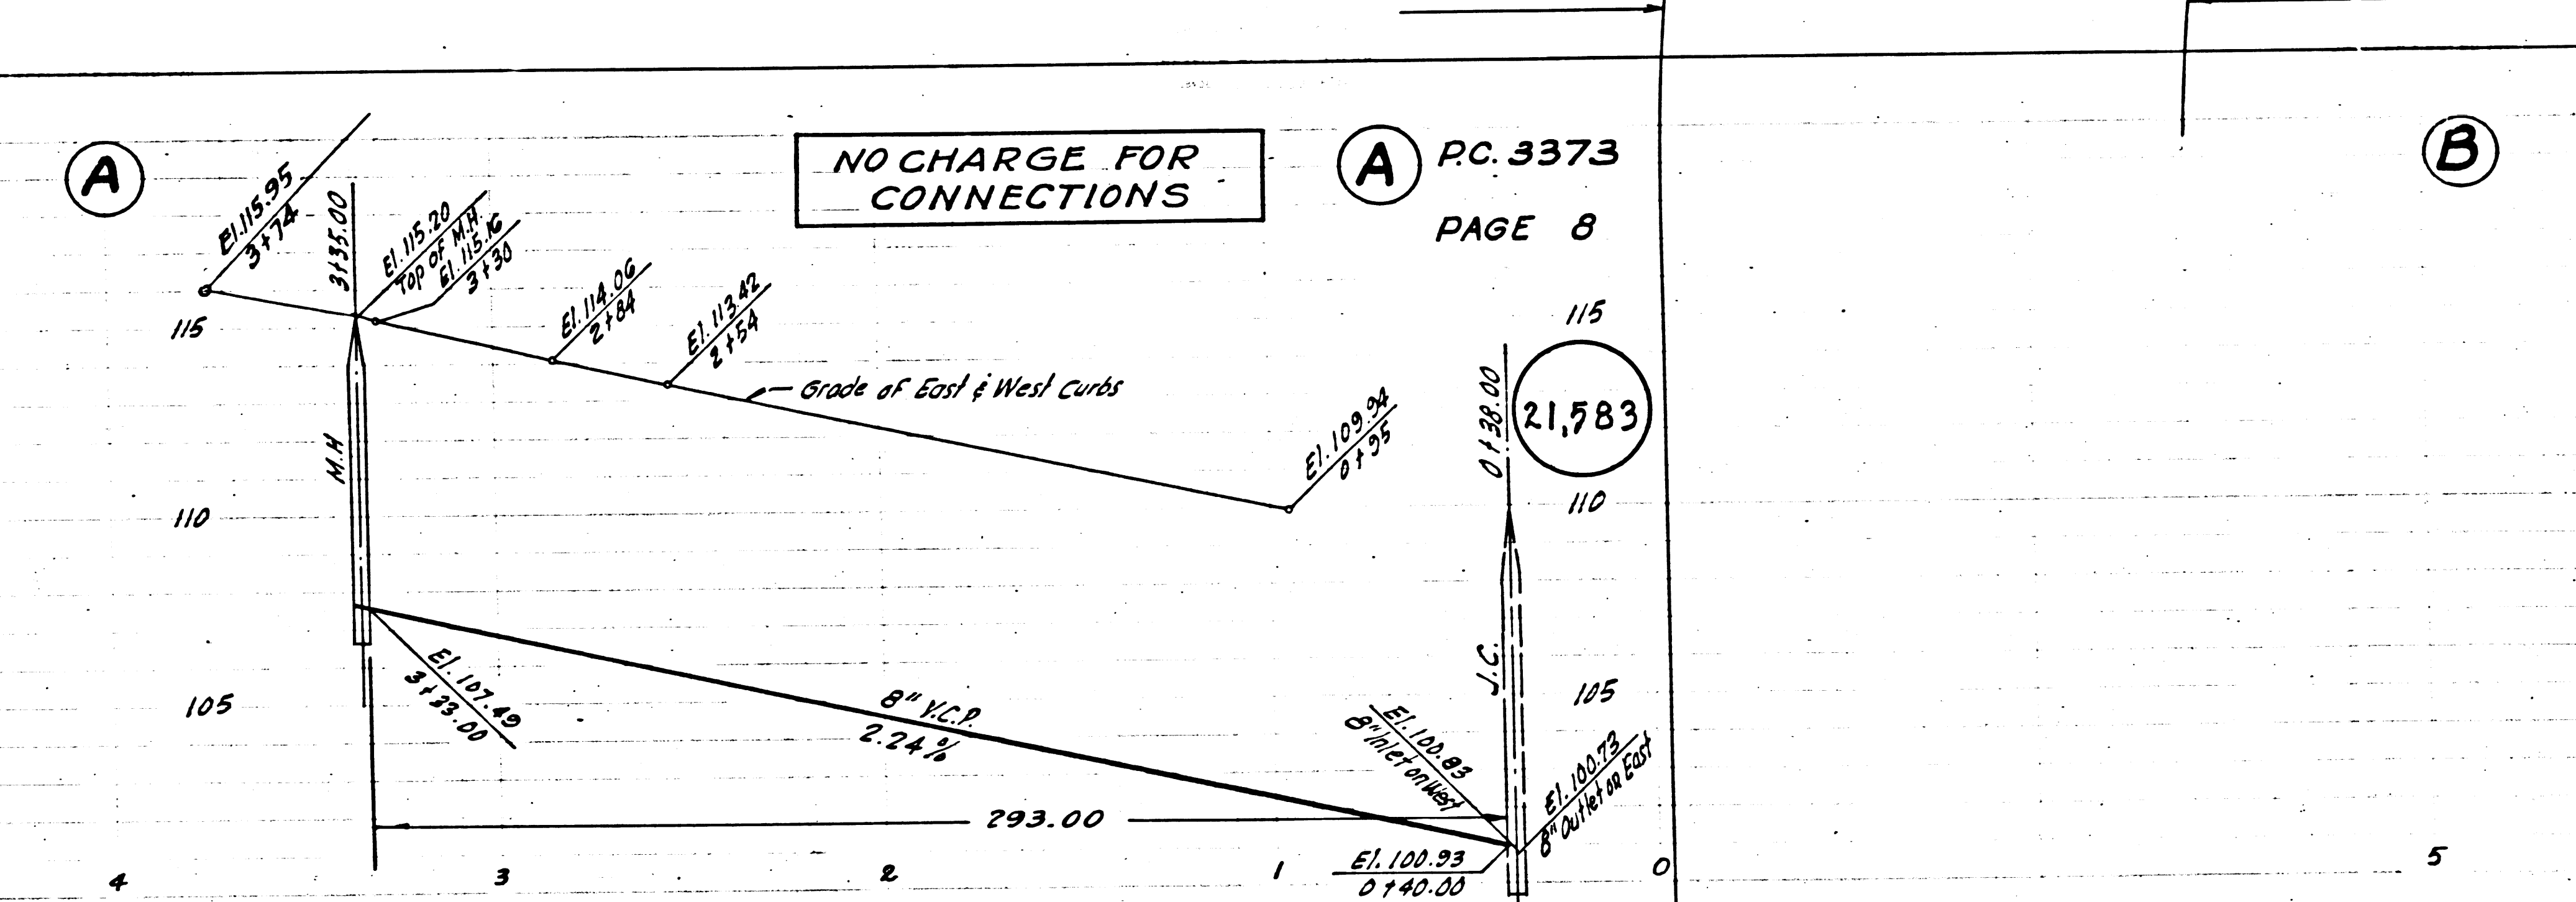 A
El.115.95
3+74
3+35.00
El.115.20
Top of M.H.
El.115.16
3+30
El.114.06
2+84
El.113.42
2+54
NO CHARGE FOR
CONNECTIONS
A
P.C. 3373
PAGE 8
B
115
115
Grade of East & West Curbs
El.109.94
0+95
0+38.00
21,583
M.H
110
110
J.C.
105
105
El.107.49
3+33.00
8" V.C.P.
2.24 %
El.100.83
8" Inlet on West
El.100.73
8" Outlet on East
293.00
El.100.93
0+40.00
4
3
2
1
0
5